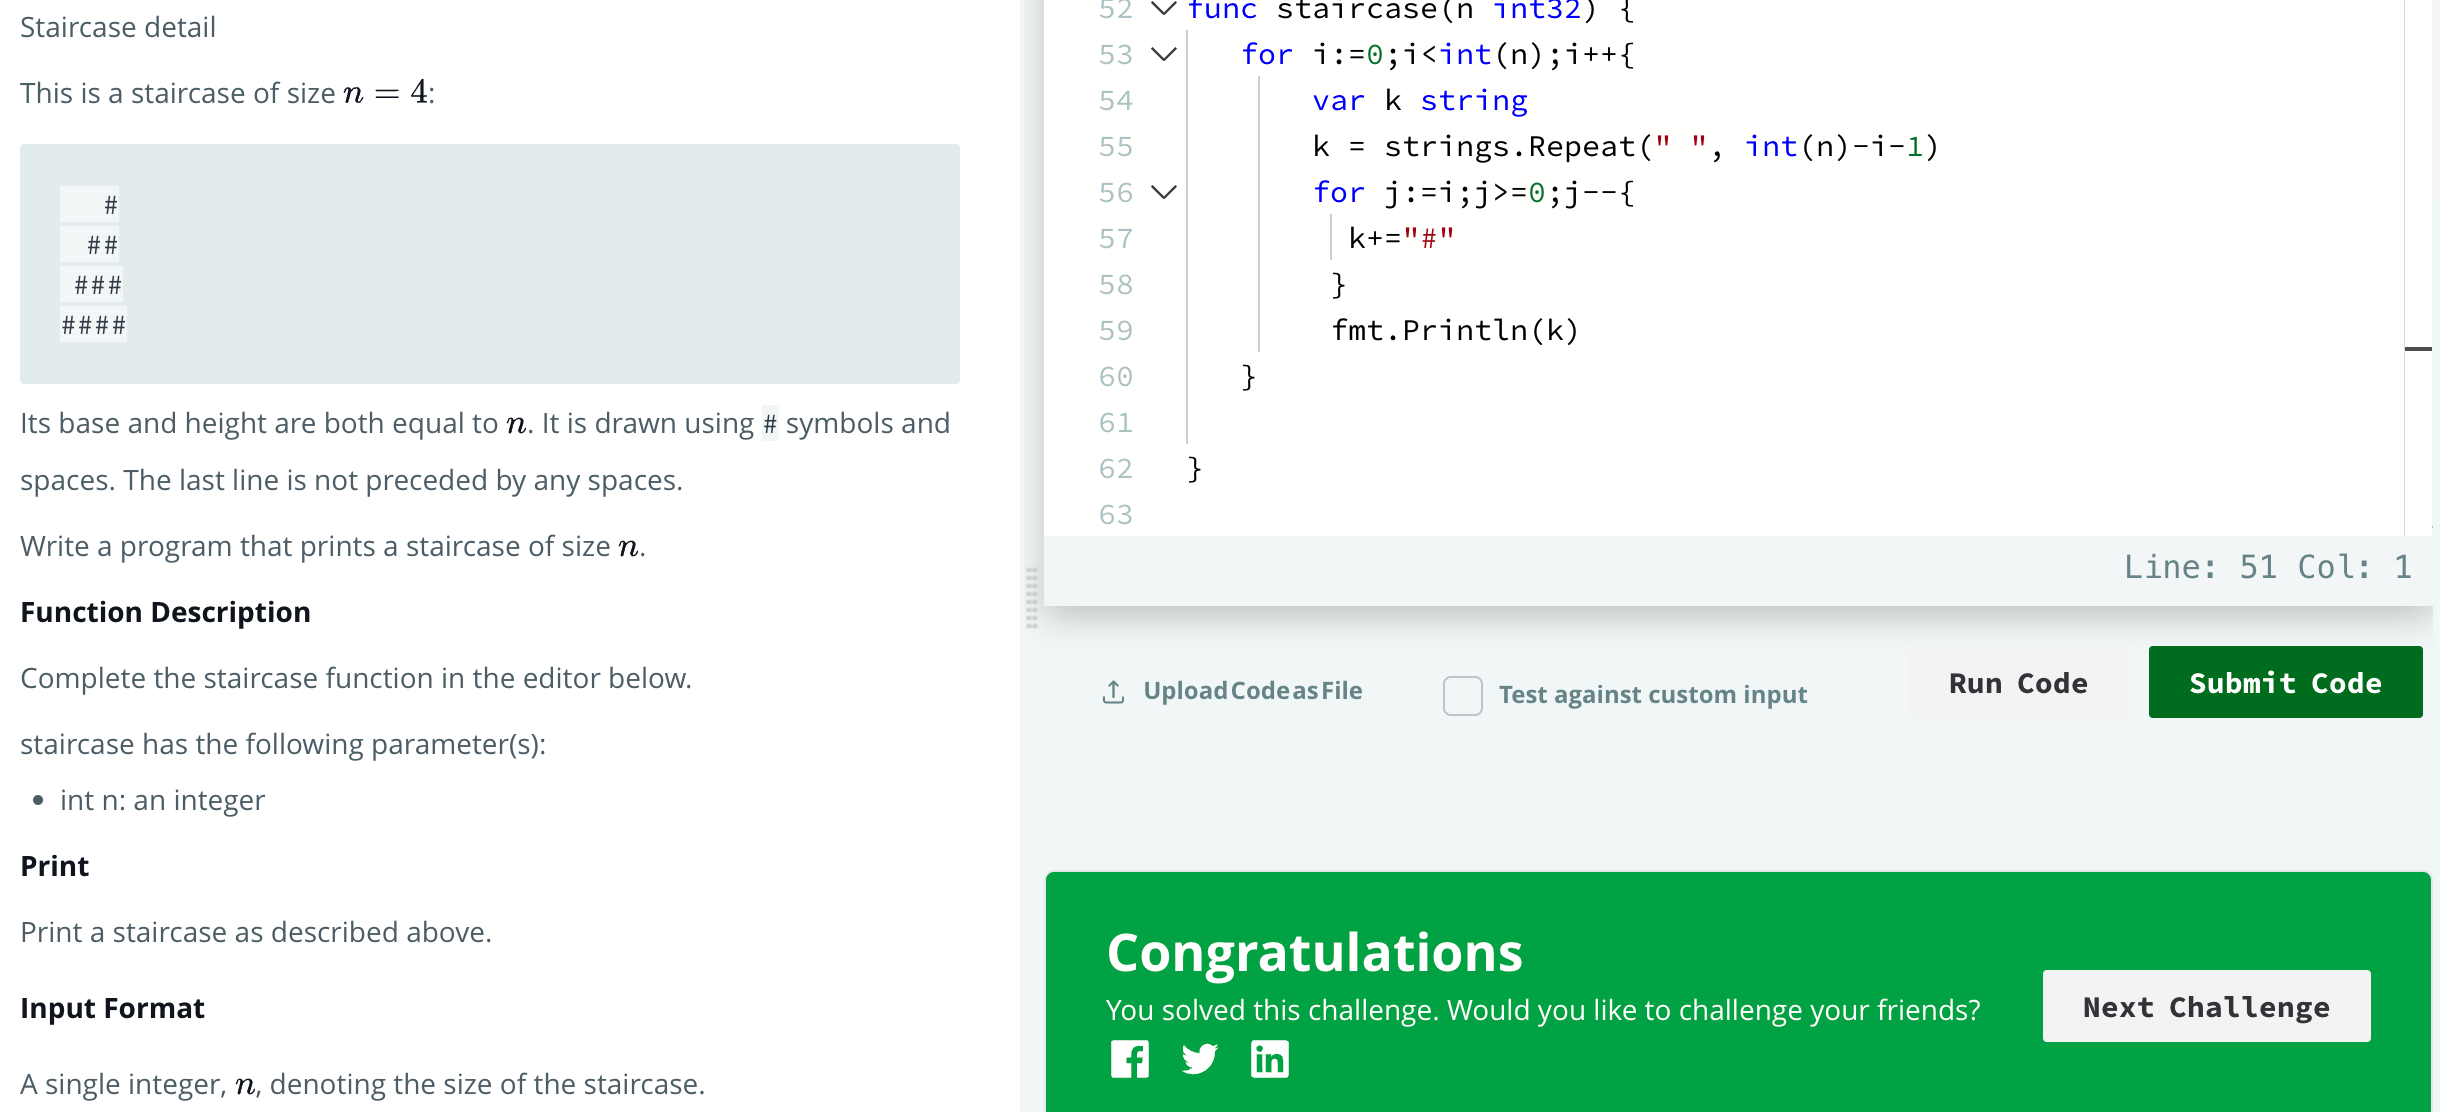 Staircase detail
This is a staircase of size n = 4:
   #
  ##
 ###
####
Its base and height are both equal to n. It is drawn using # symbols and
spaces. The last line is not preceded by any spaces.
Write a program that prints a staircase of size n.
Function Description
Complete the staircase function in the editor below.
staircase has the following parameter(s):
• int n: an integer
Print
Print a staircase as described above.
Input Format
A single integer, n, denoting the size of the staircase.
52 func staircase(n int32) {
53    for i:=0;i<int(n);i++{
54        var k string
55        k = strings.Repeat(" ", int(n)-i-1)
56        for j:=i;j>=0;j--{
57          k+="#"
58         }
59         fmt.Println(k)
60    }
61
62 }
63
Line: 51 Col: 1
Upload Code as File
Test against custom input
Run Code
Submit Code
Congratulations
You solved this challenge. Would you like to challenge your friends?
Next Challenge